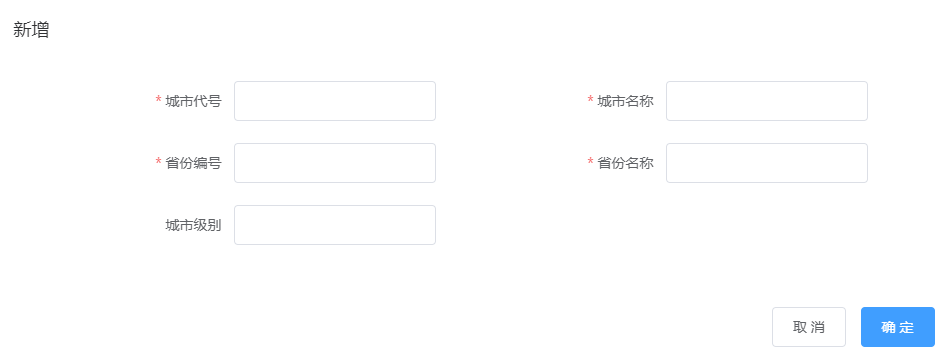 新增
* 城市代号
* 城市名称
* 省份编号
* 省份名称
城市级别
取 消
确 定